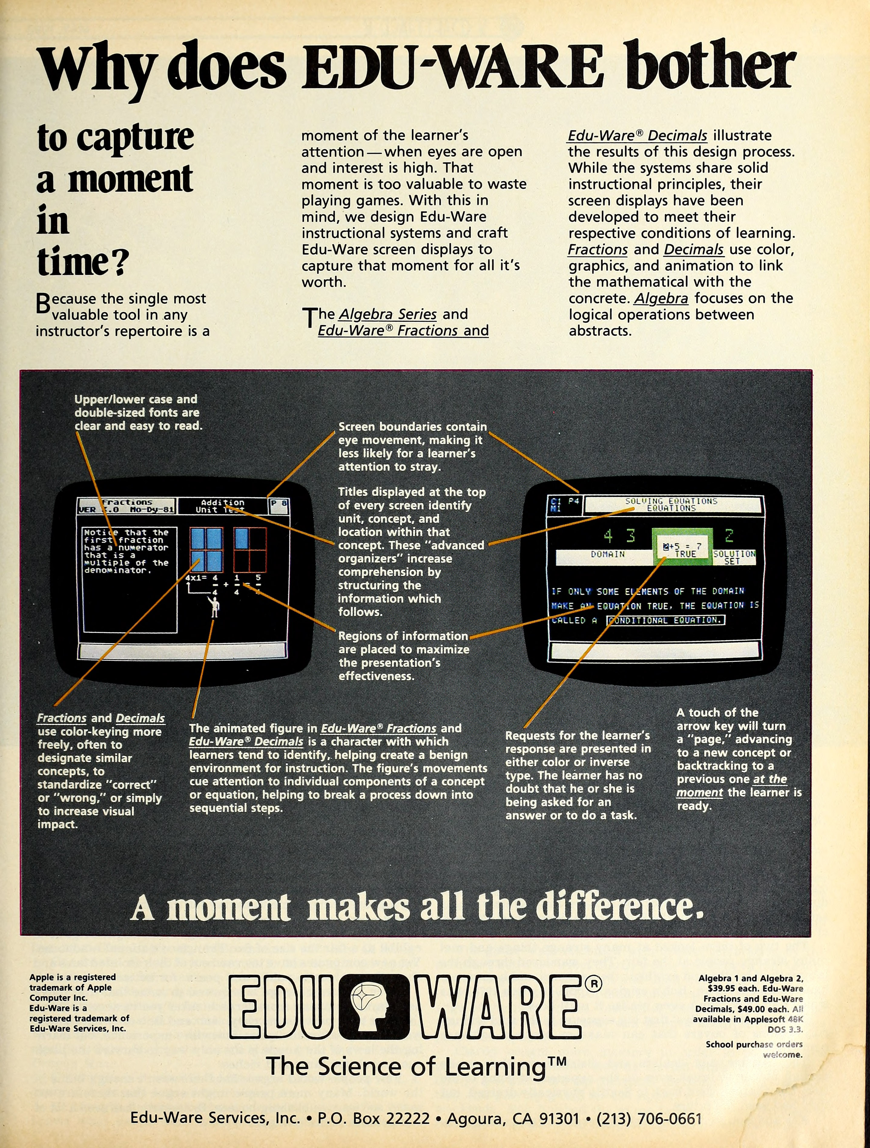 Why does EDU-WARE bother
to capture
a moment
in
time?
Because the single most
valuable tool in any
instructor's repertoire is a
moment of the learner's
attention — when eyes are open
and interest is high. That
moment is too valuable to waste
playing games. With this in
mind, we design Edu-Ware
instructional systems and craft
Edu-Ware screen displays to
capture that moment for all it's
worth.
The Algebra Series and
Edu-Ware® Fractions and
Edu-Ware® Decimals illustrate
the results of this design process.
While the systems share solid
instructional principles, their
screen displays have been
developed to meet their
respective conditions of learning.
Fractions and Decimals use color,
graphics, and animation to link
the mathematical with the
concrete. Algebra focuses on the
logical operations between
abstracts.
Upper/lower case and
double-sized fonts are
clear and easy to read.
Screen boundaries contain
eye movement, making it
less likely for a learner's
attention to stray.
Titles displayed at the top
of every screen identify
unit, concept, and
location within that
concept. These "advanced
organizers" increase
comprehension by
structuring the
information which
follows.
Regions of information
are placed to maximize
the presentation's
effectiveness.
Fractions
VER .0 Mo-Dy-81
Addition
Unit Test
P 8
Notice that the
first fraction
has a numerator
that is a
multiple of the
denominator.
4x1= 4 1 5
+ =
4 4
C1 P4
M1
SOLVING EQUATIONS
EQUATIONS
4 3
+5 = 7
TRUE
2
DOMAIN
SOLUTION
SET
IF ONLY SOME ELEMENTS OF THE DOMAIN
MAKE AN EQUATION TRUE, THE EQUATION IS
CALLED A CONDITIONAL EQUATION.
Fractions and Decimals
use color-keying more
freely, often to
designate similar
concepts, to
standardize "correct"
or "wrong," or simply
to increase visual
impact.
The animated figure in Edu-Ware® Fractions and
Edu-Ware® Decimals is a character with which
learners tend to identify, helping create a benign
environment for instruction. The figure's movements
cue attention to individual components of a concept
or equation, helping to break a process down into
sequential steps.
Requests for the learner's
response are presented in
either color or inverse
type. The learner has no
doubt that he or she is
being asked for an
answer or to do a task.
A touch of the
arrow key will turn
a "page," advancing
to a new concept or
backtracking to a
previous one at the
moment the learner is
ready.
A moment makes all the difference.
Apple is a registered
trademark of Apple
Computer Inc.
Edu-Ware is a
registered trademark of
Edu-Ware Services, Inc.
EDU WARE®
The Science of Learning™
Algebra 1 and Algebra 2,
$39.95 each. Edu-Ware
Fractions and Edu-Ware
Decimals, $49.00 each. All
available in Applesoft 48K
DOS 3.3.
School purchase orders
welcome.
Edu-Ware Services, Inc. • P.O. Box 22222 • Agoura, CA 91301 • (213) 706-0661